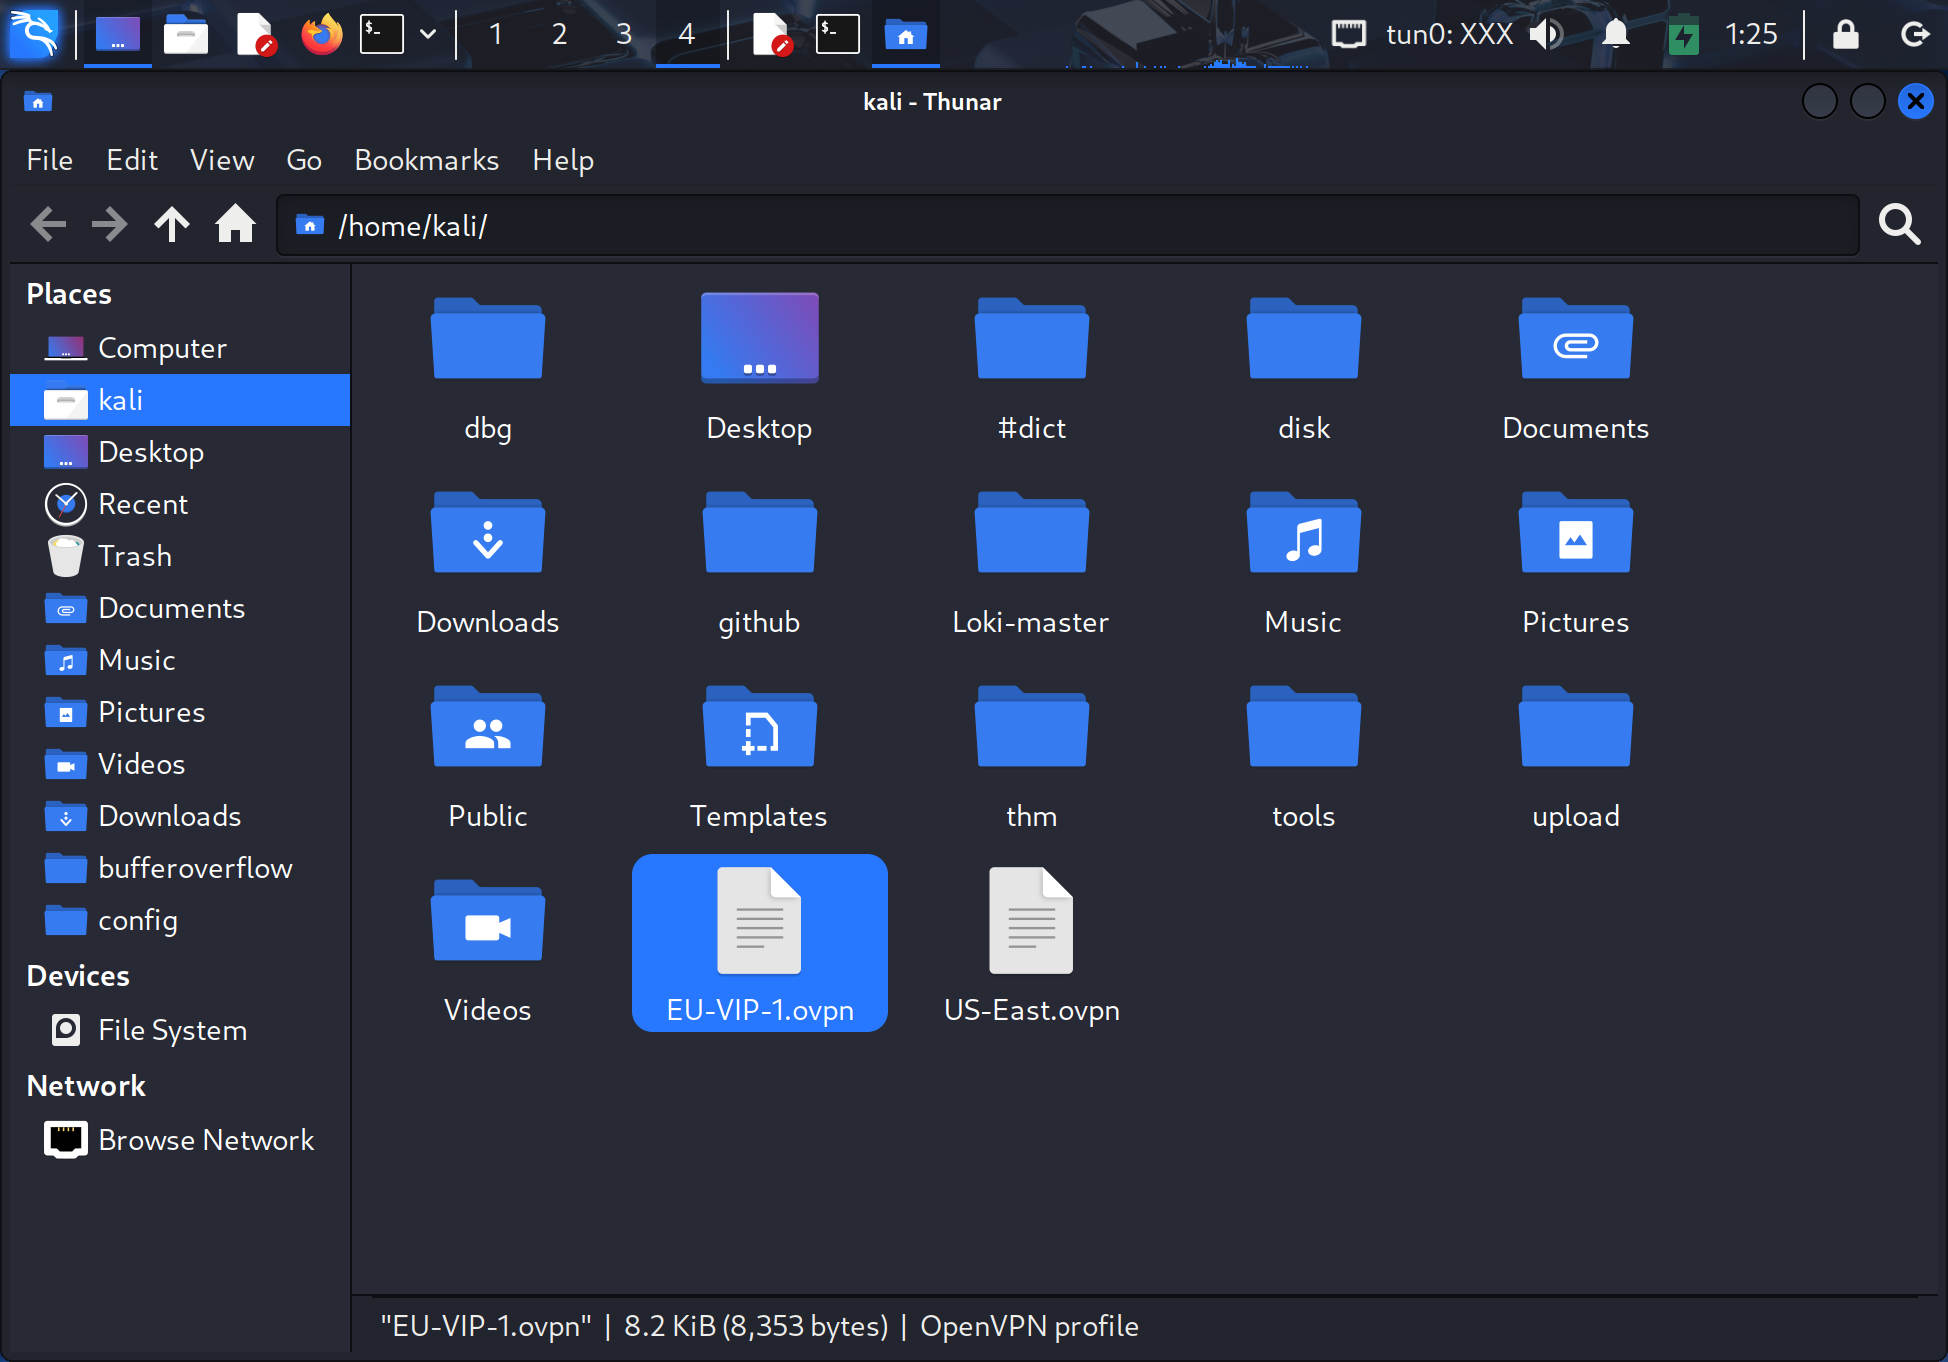 1 2 3 4 tun0: XXX 1:25
kali - Thunar
File Edit View Go Bookmarks Help
/home/kali/
Places
Computer
kali
Desktop
Recent
Trash
Documents
Music
Pictures
Videos
Downloads
bufferoverflow
config
Devices
File System
Network
Browse Network
dbg Desktop #dict disk Documents
Downloads github Loki-master Music Pictures
Public Templates thm tools upload
Videos EU-VIP-1.ovpn US-East.ovpn
"EU-VIP-1.ovpn" | 8.2 KiB (8,353 bytes) | OpenVPN profile